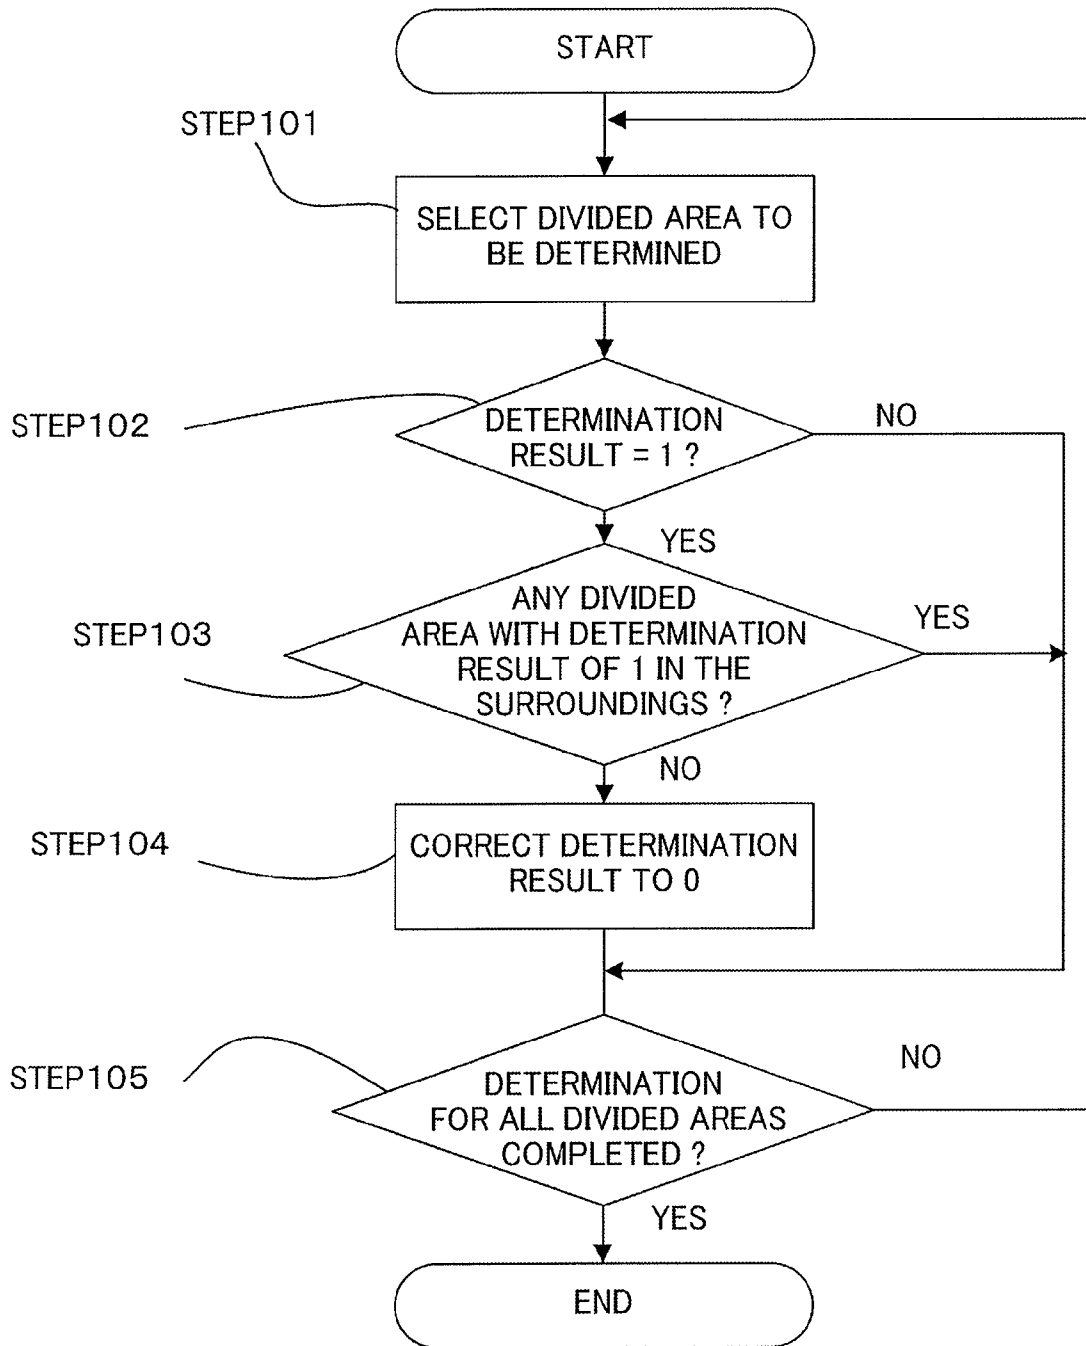 START
STEP101
SELECT DIVIDED AREA TO
BE DETERMINED
STEP102
DETERMINATION
RESULT = 1 ?
NO
YES
STEP103
ANY DIVIDED
AREA WITH DETERMINATION
RESULT OF 1 IN THE
SURROUNDINGS ?
YES
NO
STEP104
CORRECT DETERMINATION
RESULT TO 0
STEP105
DETERMINATION
FOR ALL DIVIDED AREAS
COMPLETED ?
NO
YES
END